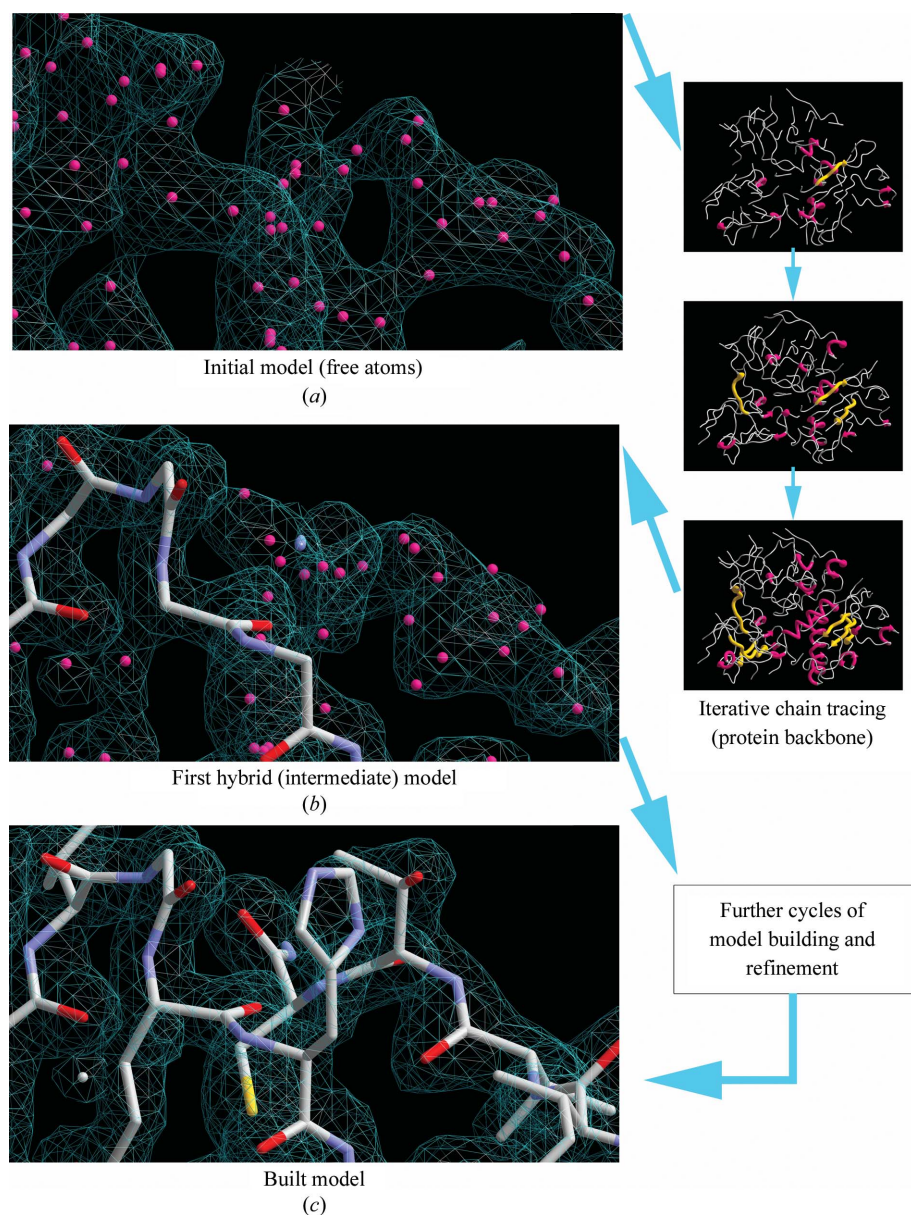 Initial model (free atoms)
(a)
Iterative chain tracing
(protein backbone)
First hybrid (intermediate) model
(b)
Further cycles of
model building and
refinement
Built model
(c)